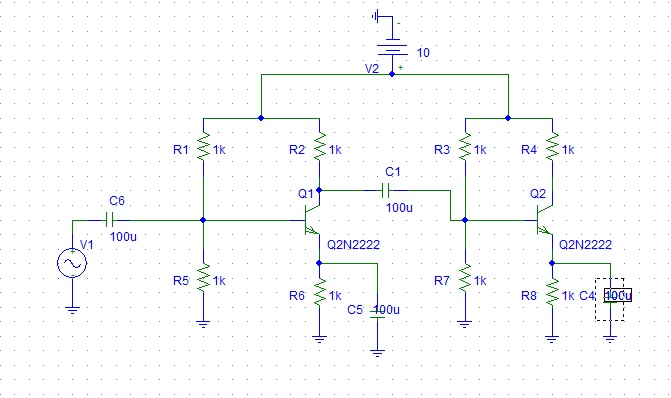 -
10
V2 +
R1 1k
R2 1k
R3 1k
R4 1k
C1
100u
Q1
Q2
C6
100u
V1
Q2N2222
Q2N2222
R5 1k
R6 1k
C5 100u
R7 1k
R8 1k
C4 100u